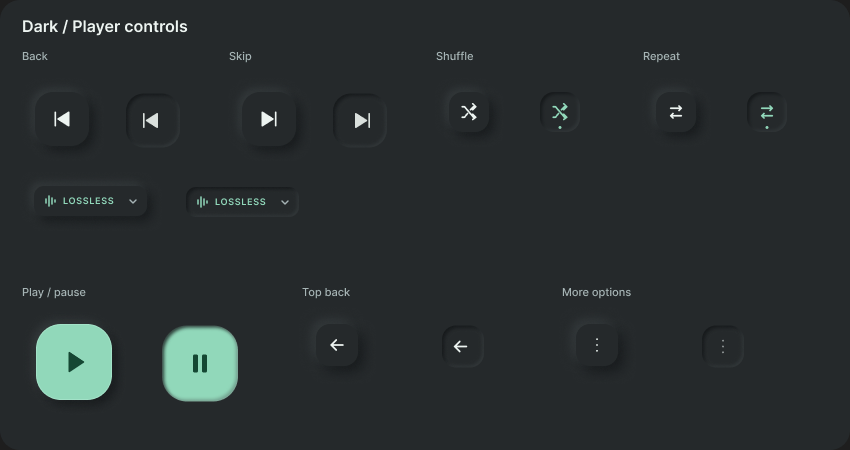 Dark / Player controls
Back
Skip
Shuffle
Repeat
LOSSLESS
LOSSLESS
Play / pause
Top back
More options